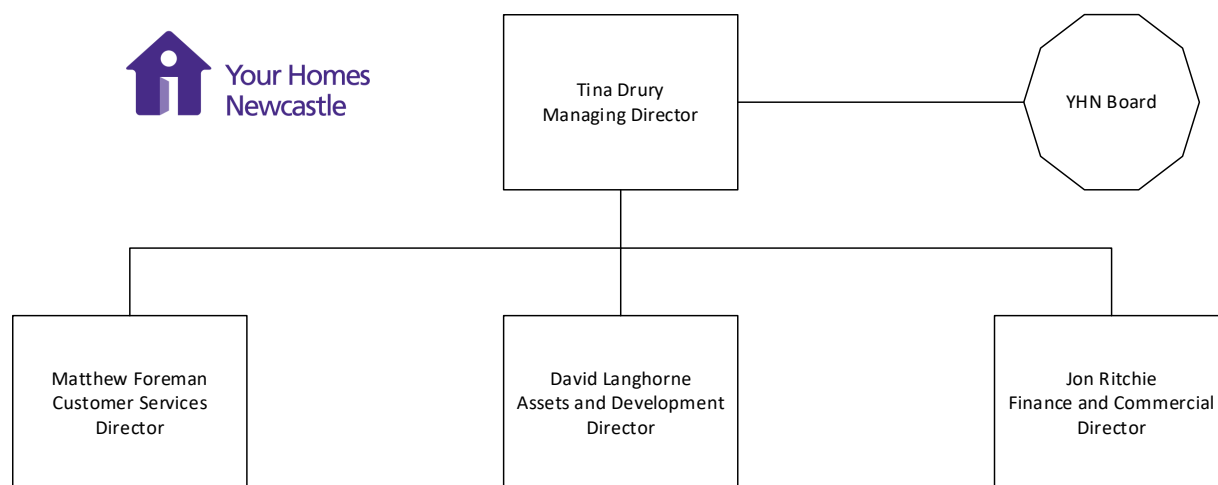 Your Homes
Newcastle
Tina Drury
Managing Director
YHN Board
Matthew Foreman
Customer Services
Director
David Langhorne
Assets and Development
Director
Jon Ritchie
Finance and Commercial
Director